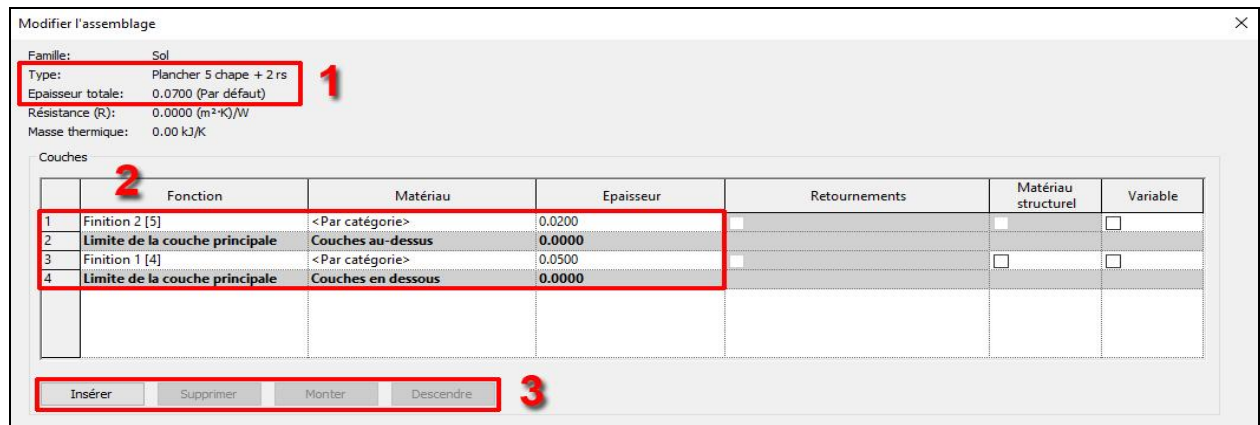 Modifier l'assemblage
Famille: Sol
Type: Plancher 5 chape + 2 rs
Epaisseur totale: 0.0700 (Par défaut)
1
Résistance (R): 0.0000 (m²·K)/W
Masse thermique: 0.00 kJ/K
Couches
2
Fonction Matériau Epaisseur Retournements Matériau structurel Variable
1 Finition 2 [5] <Par catégorie> 0.0200
2 Limite de la couche principale Couches au-dessus 0.0000
3 Finition 1 [4] <Par catégorie> 0.0500
4 Limite de la couche principale Couches en dessous 0.0000
Insérer Supprimer Monter Descendre
3